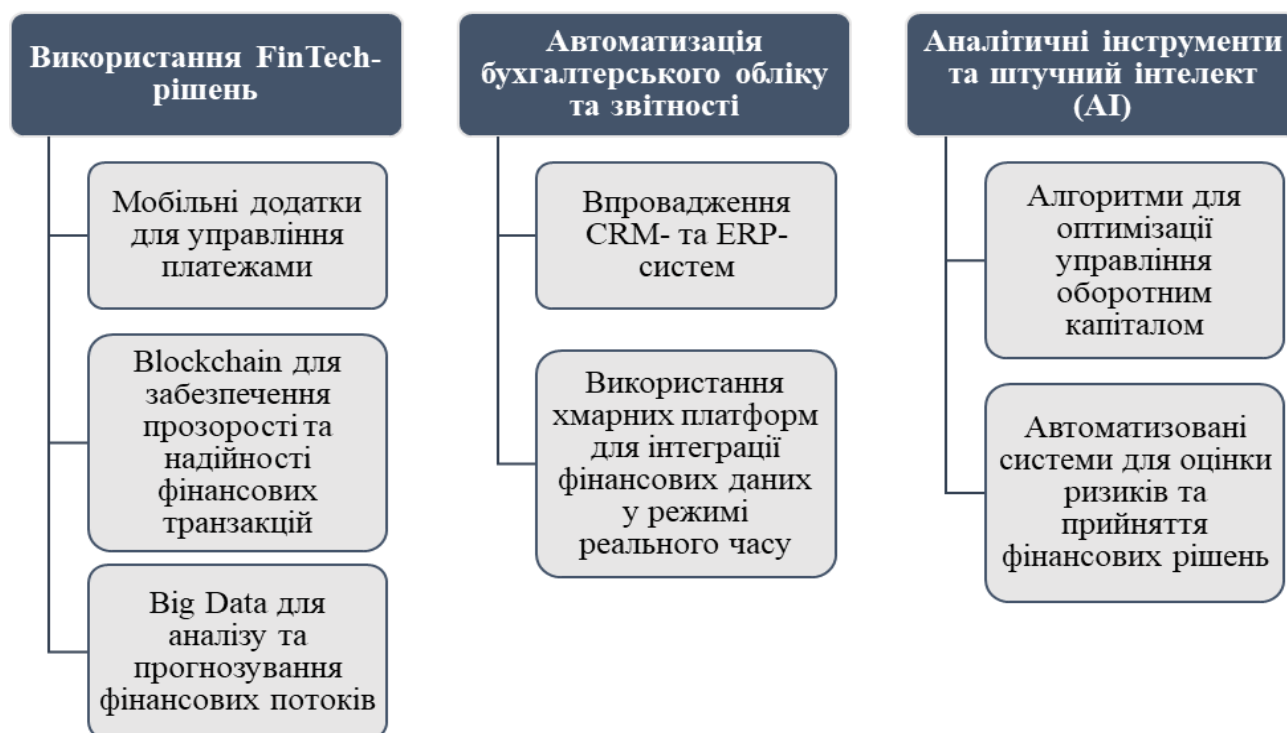 Використання FinTech-
рішень
Мобільні додатки
для управління
платежами
Blockchain для
забезпечення
прозорості та
надійності
фінансових
транзакцій
Big Data для
аналізу та
прогнозування
фінансових потоків
Автоматизація
бухгалтерського обліку
та звітності
Впровадження
CRM- та ERP-
систем
Використання
хмарних платформ
для інтеграції
фінансових даних
у режимі
реального часу
Аналітичні інструменти
та штучний інтелект
(AI)
Алгоритми для
оптимізації
управління
оборотним
капіталом
Автоматизовані
системи для оцінки
ризиків та
прийняття
фінансових рішень